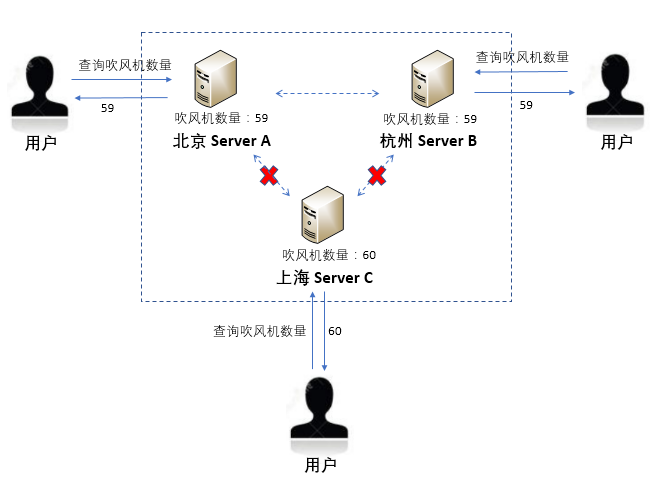 查询吹风机数量
59
用户
吹风机数量：59
北京 Server A
吹风机数量：59
杭州 Server B
查询吹风机数量
59
用户
吹风机数量：60
上海 Server C
查询吹风机数量
60
用户